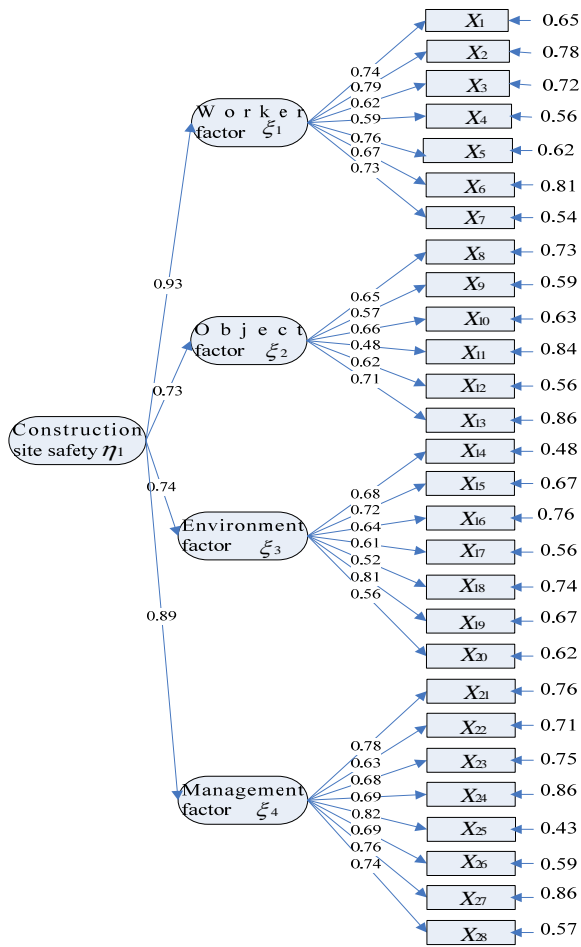 X1 0.65
X2 0.78
X3 0.72
X4 0.56
X5 0.62
X6 0.81
X7 0.54
0.74
0.79
0.62
0.59
0.76
0.67
0.73
Worker
factor ξ1
0.93
X8 0.73
X9 0.59
X10 0.63
X11 0.84
X12 0.56
X13 0.86
0.65
0.57
0.66
0.48
0.62
0.71
Object
factor ξ2
0.73
Construction
site safety η1
X14 0.48
X15 0.67
X16 0.76
X17 0.56
X18 0.74
X19 0.67
X20 0.62
0.68
0.72
0.64
0.61
0.52
0.81
0.56
0.74
Environment
factor ξ3
0.89
X21 0.76
X22 0.71
X23 0.75
X24 0.86
X25 0.43
X26 0.59
X27 0.86
X28 0.57
0.78
0.63
0.68
0.69
0.82
0.69
0.76
0.74
Management
factor ξ4